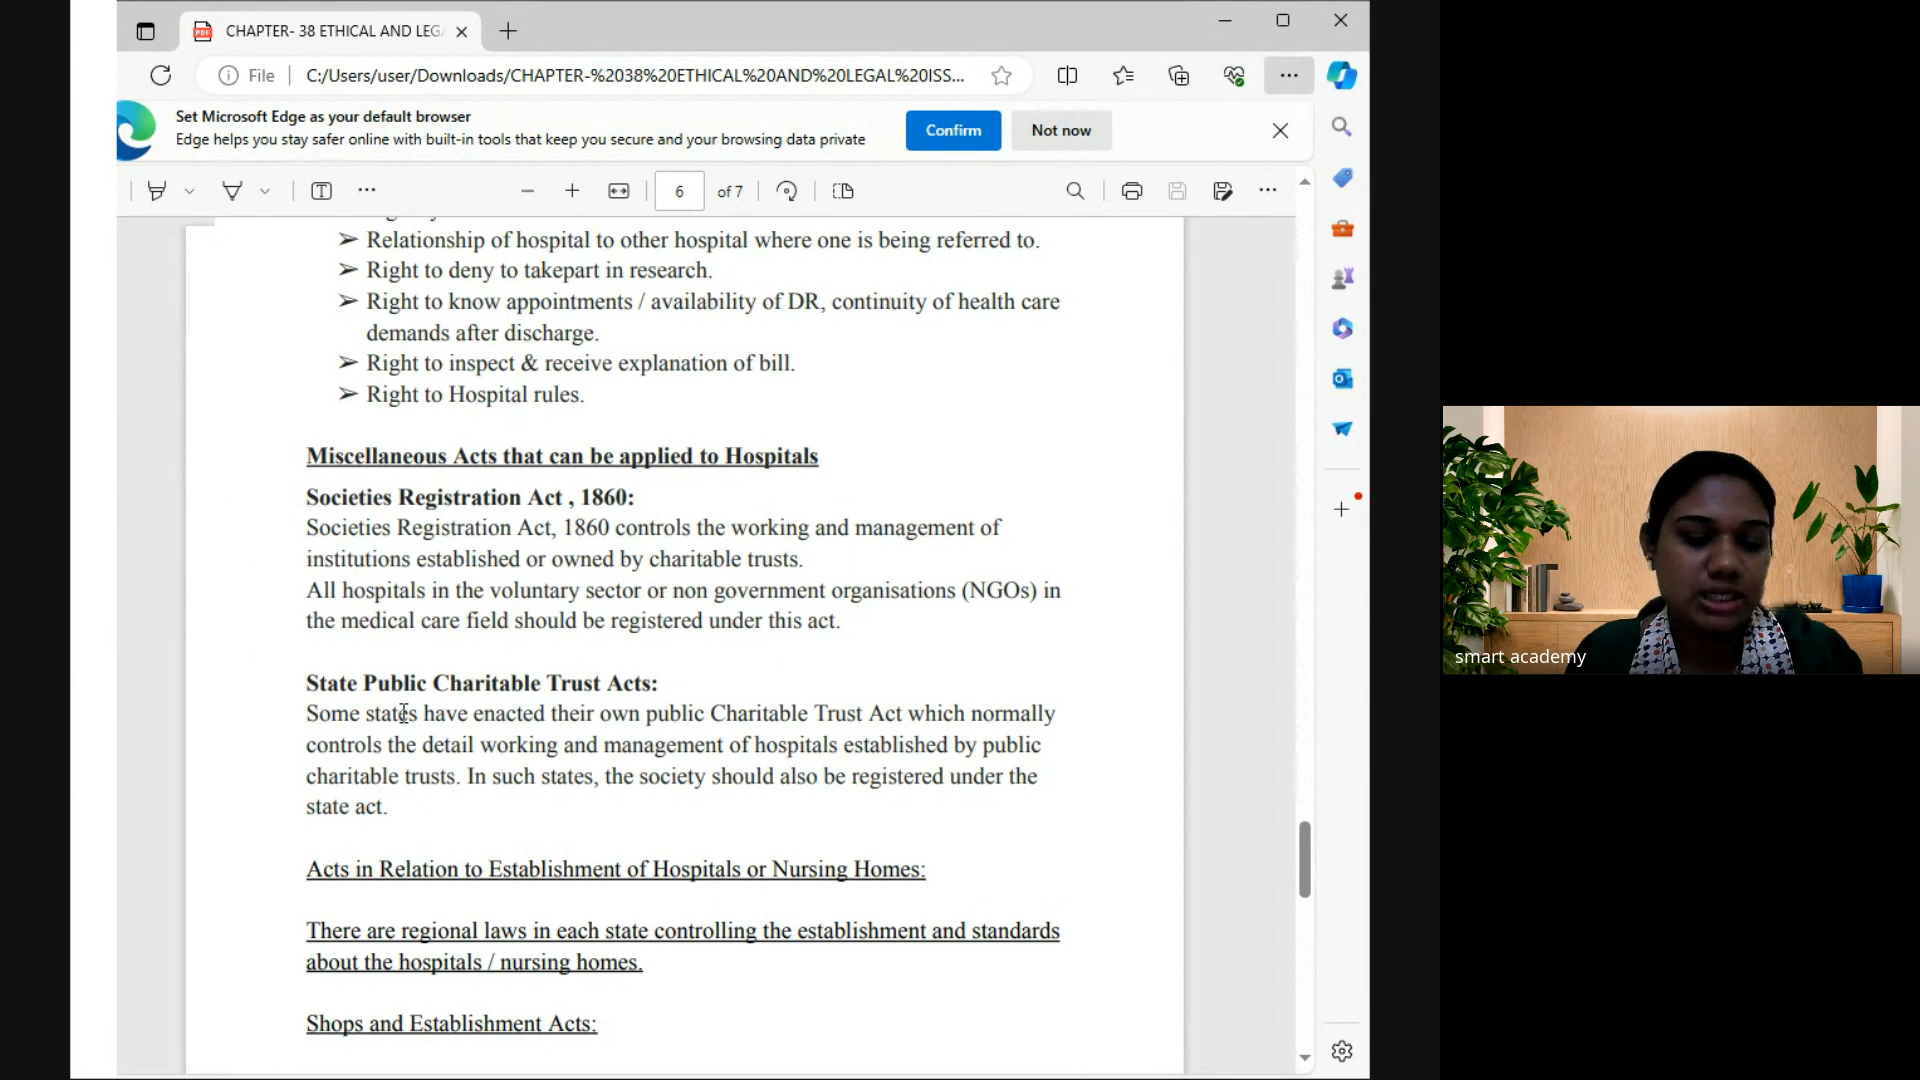 CHAPTER- 38 ETHICAL AND LEG
File
C:/Users/user/Downloads/CHAPTER-%2038%20ETHICAL%20AND%20LEGAL%20ISS...
Set Microsoft Edge as your default browser
Edge helps you stay safer online with built-in tools that keep you secure and your browsing data private
Confirm
Not now
6 of 7
➢ Relationship of hospital to other hospital where one is being referred to.
➢ Right to deny to takepart in research.
➢ Right to know appointments / availability of DR, continuity of health care
demands after discharge.
➢ Right to inspect & receive explanation of bill.
➢ Right to Hospital rules.
Miscellaneous Acts that can be applied to Hospitals
Societies Registration Act , 1860:
Societies Registration Act, 1860 controls the working and management of
institutions established or owned by charitable trusts.
All hospitals in the voluntary sector or non government organisations (NGOs) in
the medical care field should be registered under this act.
State Public Charitable Trust Acts:
Some states have enacted their own public Charitable Trust Act which normally
controls the detail working and management of hospitals established by public
charitable trusts. In such states, the society should also be registered under the
state act.
Acts in Relation to Establishment of Hospitals or Nursing Homes:
There are regional laws in each state controlling the establishment and standards
about the hospitals / nursing homes.
Shops and Establishment Acts:
smart academy